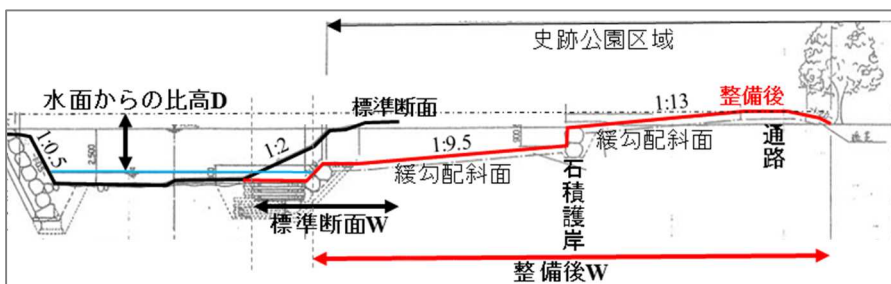 史跡公園区域
水面からの比高D
標準断面
1:13
整備後
1:0.5
1:2
1:9.5
緩勾配斜面
緩勾配斜面
通路
石積護岸
標準断面W
整備後W